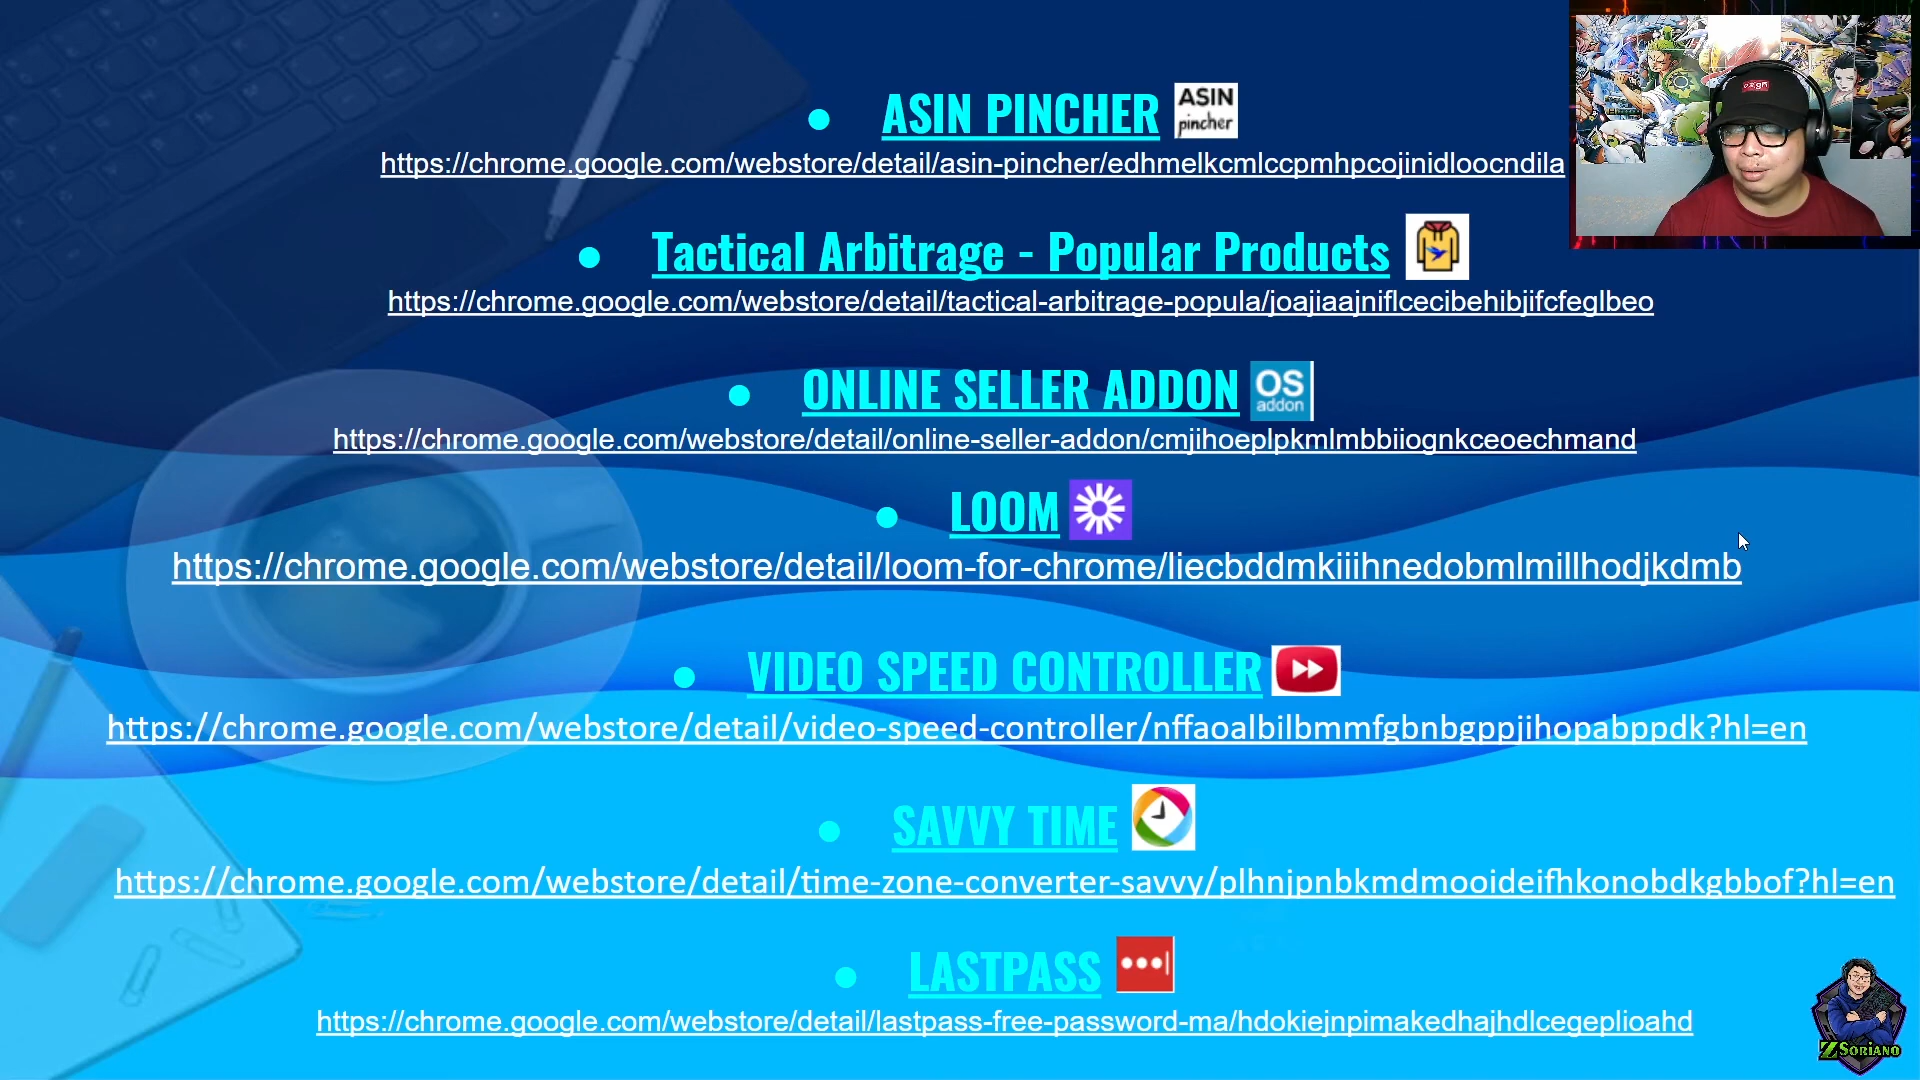 ● ASIN PINCHER ASIN pincher
https://chrome.google.com/webstore/detail/asin-pincher/edhmelkcmlccpmhpcojinidloocndila
● Tactical Arbitrage - Popular Products
https://chrome.google.com/webstore/detail/tactical-arbitrage-popula/joajiaajniflcecibehibjifcfeglbeo
● ONLINE SELLER ADDON OS addon
https://chrome.google.com/webstore/detail/online-seller-addon/cmjihoeplpkmlmbbiiognkceoechmand
● LOOM
https://chrome.google.com/webstore/detail/loom-for-chrome/liecbddmkiiihnedobmlmillhodjkdmb
● VIDEO SPEED CONTROLLER
https://chrome.google.com/webstore/detail/video-speed-controller/nffaoalbilbmmfgbnbgppjjihopabppdk?hl=en
● SAVVY TIME
https://chrome.google.com/webstore/detail/time-zone-converter-savvy/plhnjpnbkmdmooideifhkonobdkgbbof?hl=en
● LASTPASS
https://chrome.google.com/webstore/detail/lastpass-free-password-ma/hdokiejnpimakedhajhdlcegeplioahd
ZSORIANO